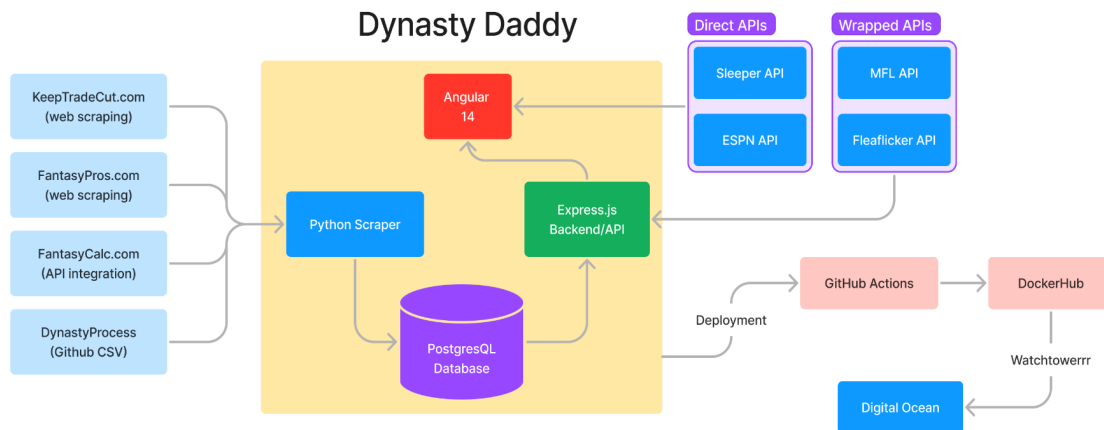 Dynasty Daddy
Direct APIs
Wrapped APIs
Sleeper API
MFL API
ESPN API
Fleaflicker API
KeepTradeCut.com
(web scraping)
FantasyPros.com
(web scraping)
FantasyCalc.com
(API integration)
DynastyProcess
(Github CSV)
Angular
14
Python Scraper
Express.js
Backend/API
PostgresQL
Database
Deployment
GitHub Actions
DockerHub
Watchtowerrr
Digital Ocean